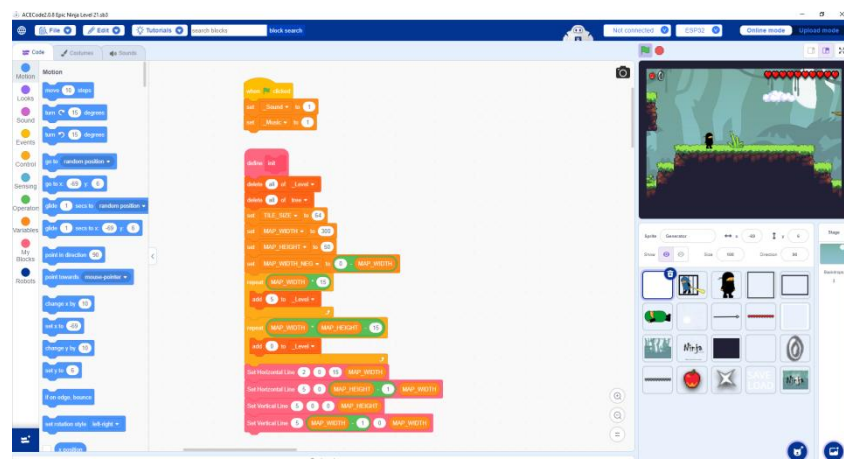 ACECode2.0.8 Epic Ninja Level-21.sb3
File
Edit
Tutorials
search blocks
block search
Not connected
ESP32
Online mode
Upload mode
Code
Costumes
Sounds
Motion
Looks
Sound
Events
Control
Sensing
Operators
Variables
My Blocks
Robots
Motion
move 10 steps
turn 15 degrees
turn 15 degrees
go to random position
go to x: -69 y: 6
glide 1 secs to random position
glide 1 secs to x: -69 y: 6
point in direction 90
point towards mouse-pointer
change x by 10
set x to -69
change y by 10
set y to 6
if on edge, bounce
set rotation style left-right
x position
when clicked
set _Sound to 1
set _Music to 1
define Init
delete all of _Level
delete all of tree
set TILE_SIZE to 64
set MAP_WIDTH to 300
set MAP_HEIGHT to 50
set MAP_WIDTH_NEG to 0 - MAP_WIDTH
repeat MAP_WIDTH * 15
add 5 to _Level
repeat MAP_WIDTH * MAP_HEIGHT - 15
add 0 to _Level
Set Horizontal Line 2 0 15 MAP_WIDTH
Set Horizontal Line 5 0 MAP_HEIGHT - 1 MAP_WIDTH
Set Vertical Line 5 0 0 MAP_HEIGHT
Set Vertical Line 5 MAP_WIDTH - 1 0 MAP_WIDTH
Sprite Generator x -69 y 6
Show Size 100 Direction 90
Stage
Ninja
SAVE
LOAD
Ninja